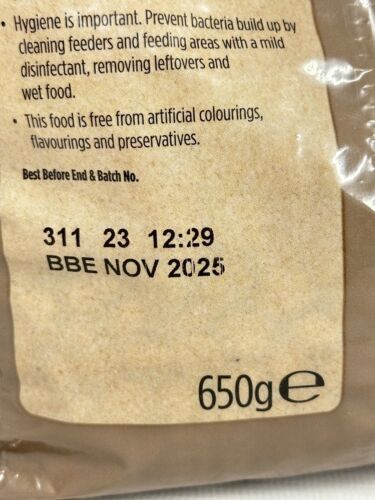 • Hygiene is important. Prevent bacteria build up by
cleaning feeders and feeding areas with a mild
disinfectant, removing leftovers and
wet food.
• This food is free from artificial colourings,
flavourings and preservatives.
Best Before End & Batch No.
311 23 12:29
BBE NOV 2025
650g℮